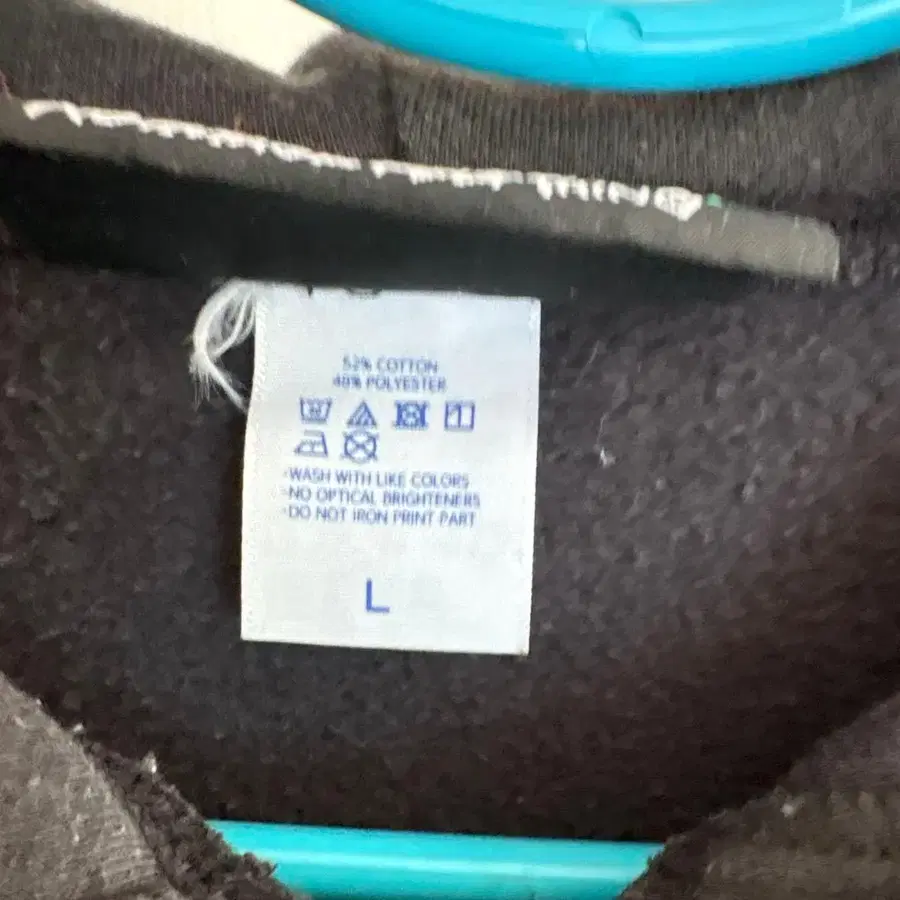 52% COTTON
48% POLYESTER
-WASH WITH LIKE COLORS
-NO OPTICAL BRIGHTENERS
-DO NOT IRON PRINT PART
L